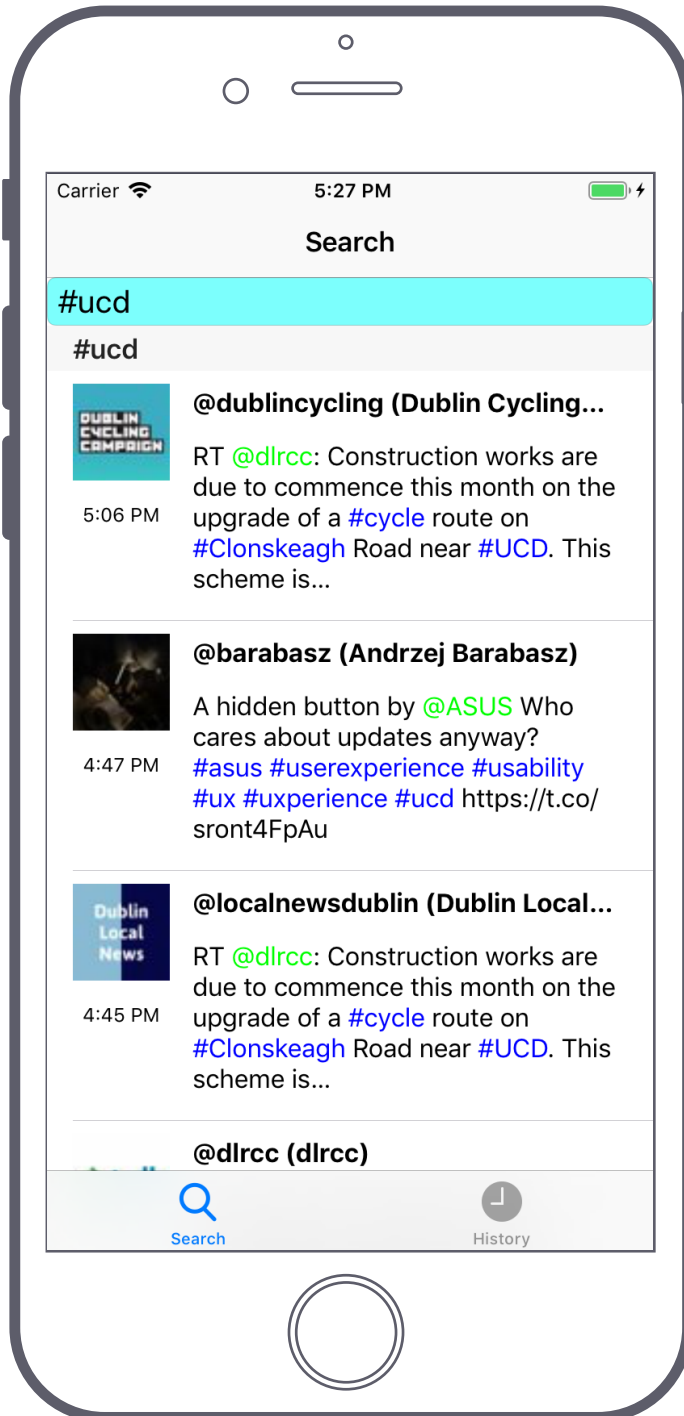 Carrier 5:27 PM
Search
#ucd
#ucd
DUBLIN
CYCLING
CAMPAIGN
5:06 PM
@dublincycling (Dublin Cycling...
RT @dlrcc: Construction works are
due to commence this month on the
upgrade of a #cycle route on
#Clonskeagh Road near #UCD. This
scheme is...
4:47 PM
@barabasz (Andrzej Barabasz)
A hidden button by @ASUS Who
cares about updates anyway?
#asus #userexperience #usability
#ux #uxperience #ucd https://t.co/
sront4FpAu
Dublin
Local
News
4:45 PM
@localnewsdublin (Dublin Local...
RT @dlrcc: Construction works are
due to commence this month on the
upgrade of a #cycle route on
#Clonskeagh Road near #UCD. This
scheme is...
@dlrcc (dlrcc)
Search History